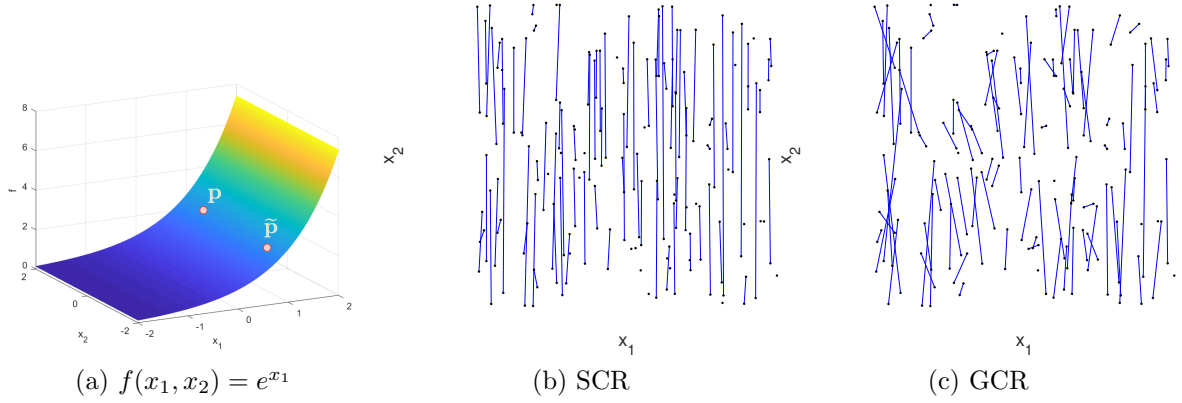 8
6
4
2
0
f
p
p̃
2
0
-2
x₂
-2
-1
0
1
2
x₁
x₂
x₁
x₂
x₁
(a) f(x₁, x₂) = eˣ¹
(b) SCR
(c) GCR